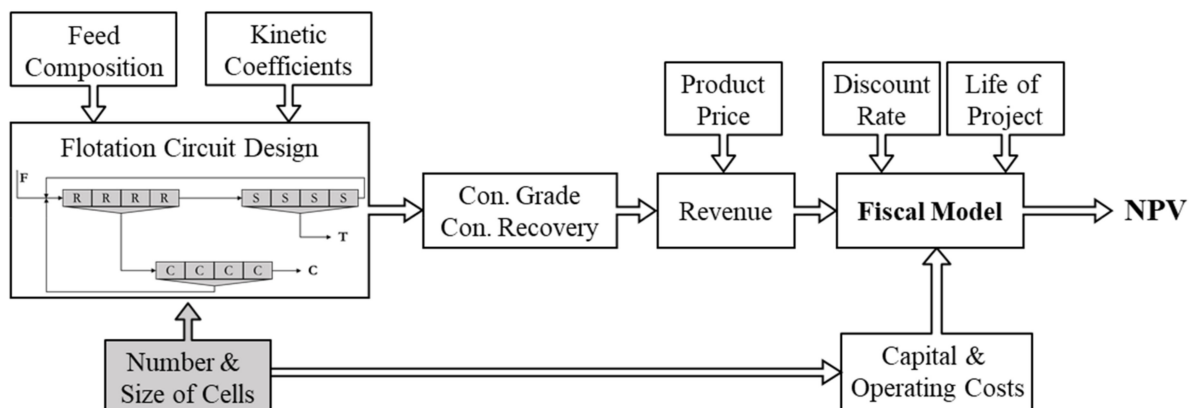 Feed
Composition
Kinetic
Coefficients
Flotation Circuit Design
F
R R R R
S S S S
T
C C C C
C
Number &
Size of Cells
Con. Grade
Con. Recovery
Product
Price
Revenue
Discount
Rate
Life of
Project
Fiscal Model
NPV
Capital &
Operating Costs